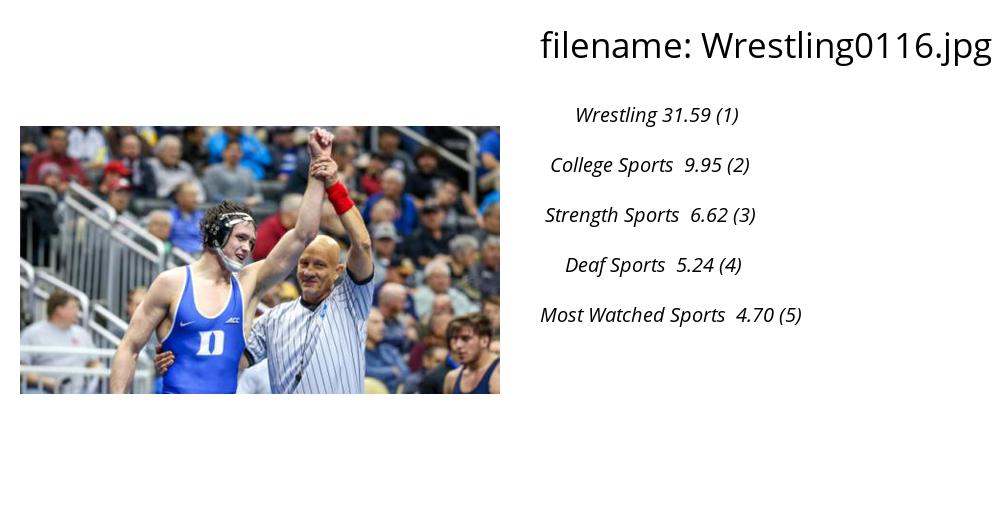 filename: Wrestling0116.jpg
Wrestling 31.59 (1)
College Sports 9.95 (2)
Strength Sports 6.62 (3)
Deaf Sports 5.24 (4)
Most Watched Sports 4.70 (5)
ACC
D